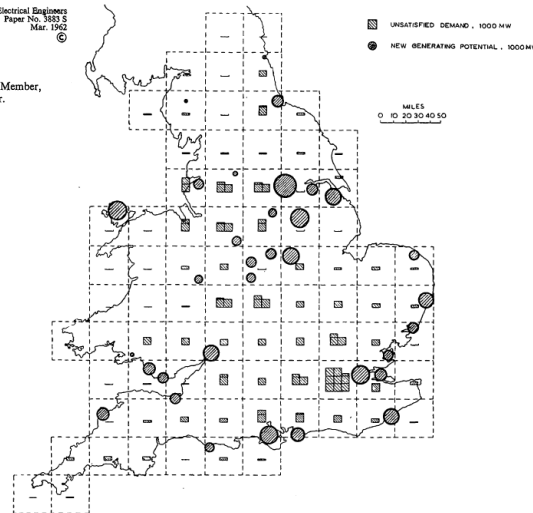 Electrical Engineers
Paper No. 3883 S
Mar. 1962
©
Member,
r.
UNSATISFIED DEMAND, 1000 MW
NEW GENERATING POTENTIAL, 1000 MW
MILES
0 10 20 30 40 50